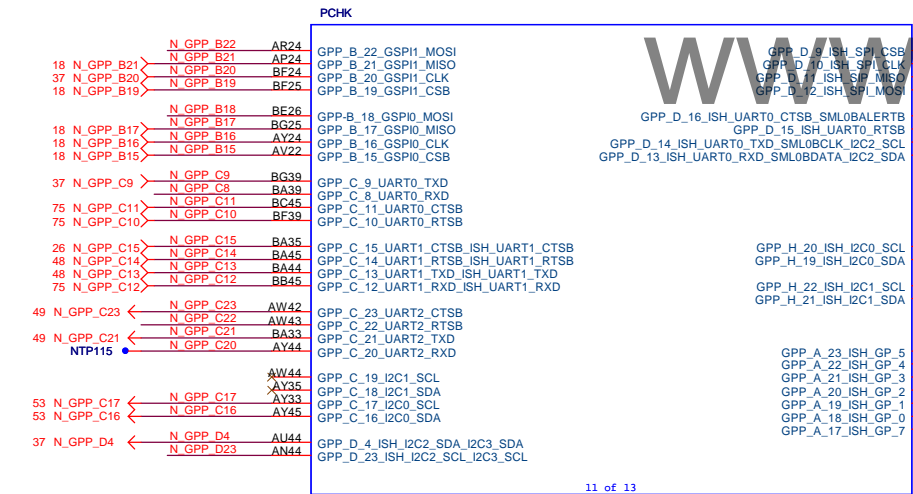 PCHK
N_GPP_B22 AR24 GPP_B_22_GSPI1_MOSI GPP_D_9_ISH_SPI_CSB
18 N_GPP_B21 N_GPP_B21 AP24 GPP_B_21_GSPI1_MISO GPP_D_10_ISH_SPI_CLK
37 N_GPP_B20 N_GPP_B20 BF24 GPP_B_20_GSPI1_CLK GPP_D_11_ISH_SIP_MISO
18 N_GPP_B19 N_GPP_B19 BF25 GPP_B_19_GSPI1_CSB GPP_D_12_ISH_SPI_MOSI
N_GPP_B18 BE26 GPP-B_18_GSPI0_MOSI GPP_D_16_ISH_UART0_CTSB_SML0BALERTB
18 N_GPP_B17 N_GPP_B17 BG25 GPP_B_17_GSPI0_MISO GPP_D_15_ISH_UART0_RTSB
18 N_GPP_B16 N_GPP_B16 AY24 GPP_B_16_GSPI0_CLK GPP_D_14_ISH_UART0_TXD_SML0BCLK_I2C2_SCL
18 N_GPP_B15 N_GPP_B15 AV22 GPP_B_15_GSPI0_CSB GPP_D_13_ISH_UART0_RXD_SML0BDATA_I2C2_SDA
37 N_GPP_C9 N_GPP_C9 BG39 GPP_C_9_UART0_TXD
N_GPP_C8 BA39 GPP_C_8_UART0_RXD
75 N_GPP_C11 N_GPP_C11 BC45 GPP_C_11_UART0_CTSB
75 N_GPP_C10 N_GPP_C10 BF39 GPP_C_10_UART0_RTSB
26 N_GPP_C15 N_GPP_C15 BA35 GPP_C_15_UART1_CTSB_ISH_UART1_CTSB GPP_H_20_ISH_I2C0_SCL
48 N_GPP_C14 N_GPP_C14 BA45 GPP_C_14_UART1_RTSB_ISH_UART1_RTSB GPP_H_19_ISH_I2C0_SDA
48 N_GPP_C13 N_GPP_C13 BA44 GPP_C_13_UART1_TXD_ISH_UART1_TXD
75 N_GPP_C12 N_GPP_C12 BB45 GPP_C_12_UART1_RXD_ISH_UART1_RXD GPP_H_22_ISH_I2C1_SCL
GPP_H_21_ISH_I2C1_SDA
49 N_GPP_C23 N_GPP_C23 AW42 GPP_C_23_UART2_CTSB
N_GPP_C22 AW43 GPP_C_22_UART2_RTSB
49 N_GPP_C21 N_GPP_C21 BA33 GPP_C_21_UART2_TXD
NTP115 N_GPP_C20 AY44 GPP_C_20_UART2_RXD GPP_A_23_ISH_GP_5
GPP_A_22_ISH_GP_4
AW44 GPP_C_19_I2C1_SCL GPP_A_21_ISH_GP_3
AY35 GPP_C_18_I2C1_SDA GPP_A_20_ISH_GP_2
53 N_GPP_C17 N_GPP_C17 AY33 GPP_C_17_I2C0_SCL GPP_A_19_ISH_GP_1
53 N_GPP_C16 N_GPP_C16 AY45 GPP_C_16_I2C0_SDA GPP_A_18_ISH_GP_0
GPP_A_17_ISH_GP_7
37 N_GPP_D4 N_GPP_D4 AU44 GPP_D_4_ISH_I2C2_SDA_I2C3_SDA
N_GPP_D23 AN44 GPP_D_23_ISH_I2C2_SCL_I2C3_SCL
11 of 13
www